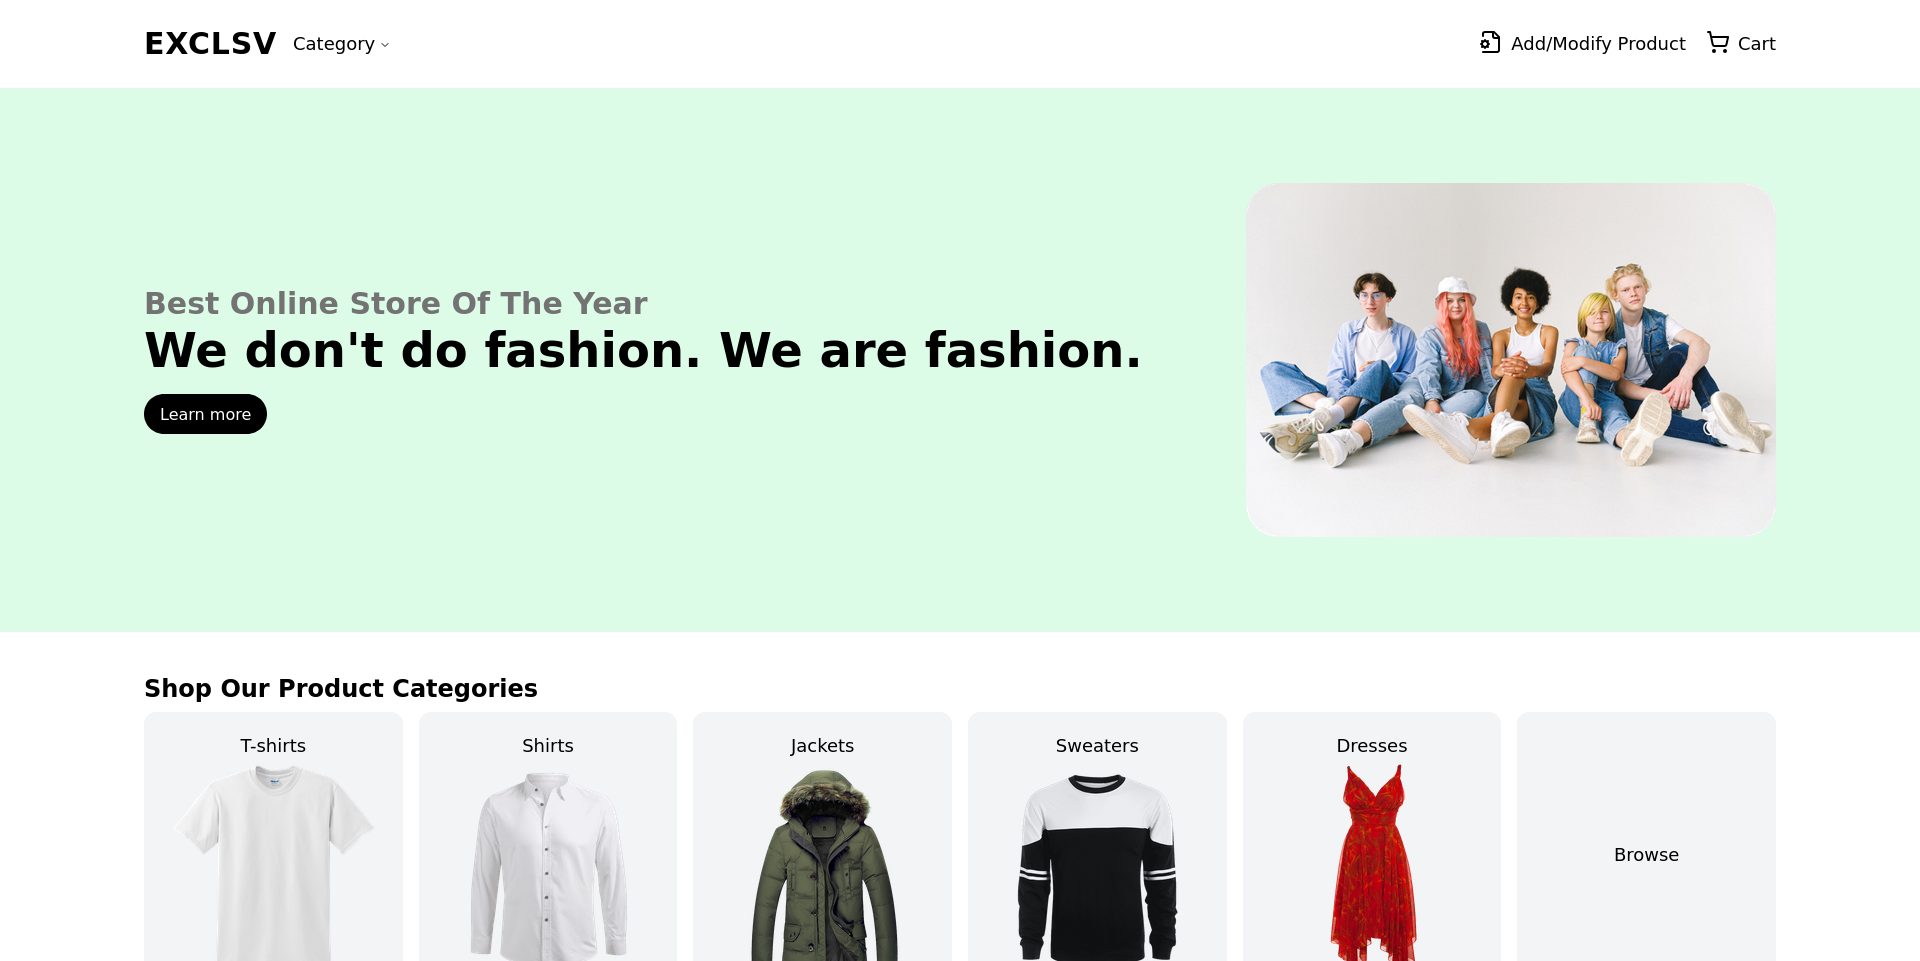 EXCLSV
Category
Add/Modify Product
Cart
Best Online Store Of The Year
We don't do fashion. We are fashion.
Learn more
Shop Our Product Categories
T-shirts
Shirts
Jackets
Sweaters
Dresses
Browse